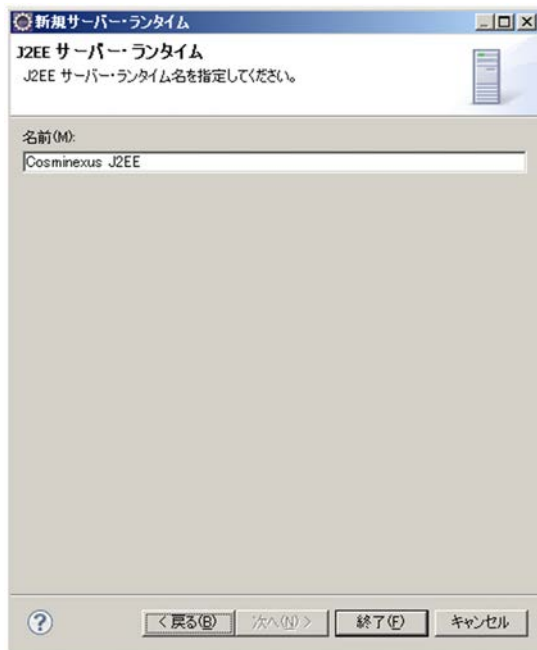 新規サーバー・ランタイム
J2EE サーバー・ランタイム
J2EE サーバー・ランタイム名を指定してください。
名前(M):
Cosminexus J2EE
?
< 戻る(B) 次へ(N) > 終了(F) キャンセル